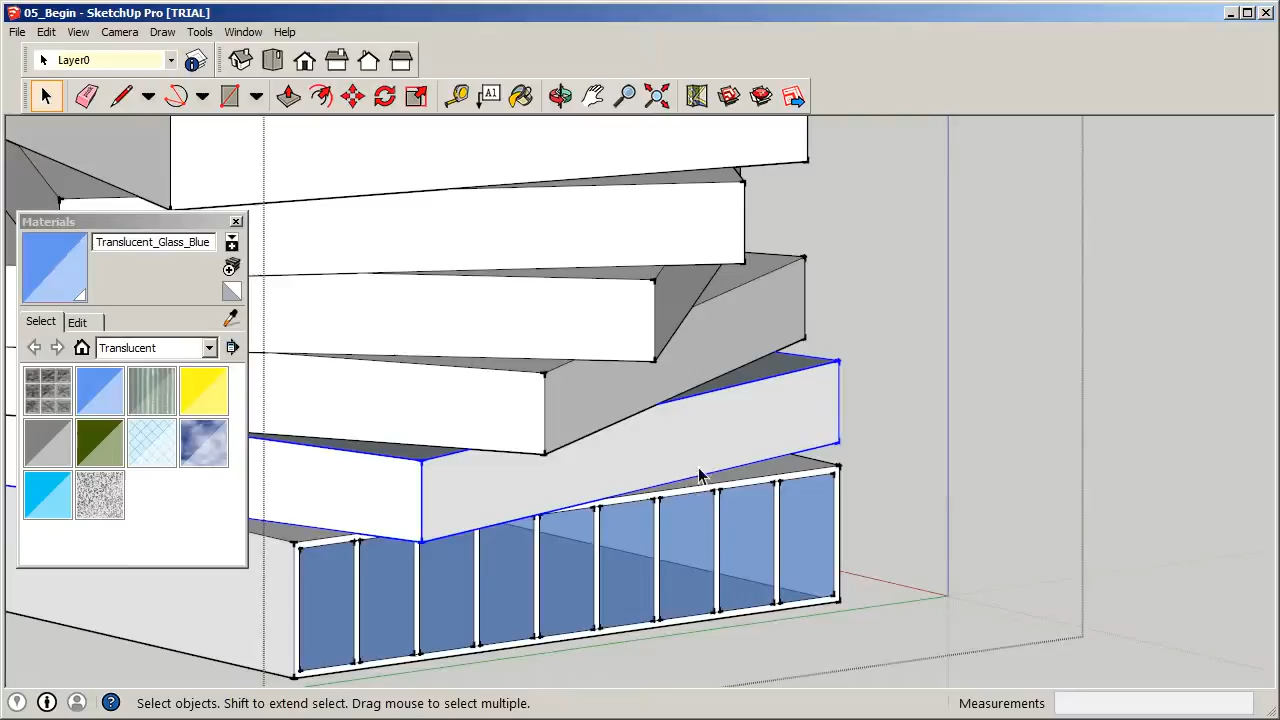 05_Begin - SketchUp Pro [TRIAL]
File Edit View Camera Draw Tools Window Help
Layer0
A1
Materials
Translucent_Glass_Blue
Select Edit
Translucent
Select objects. Shift to extend select. Drag mouse to select multiple.
Measurements